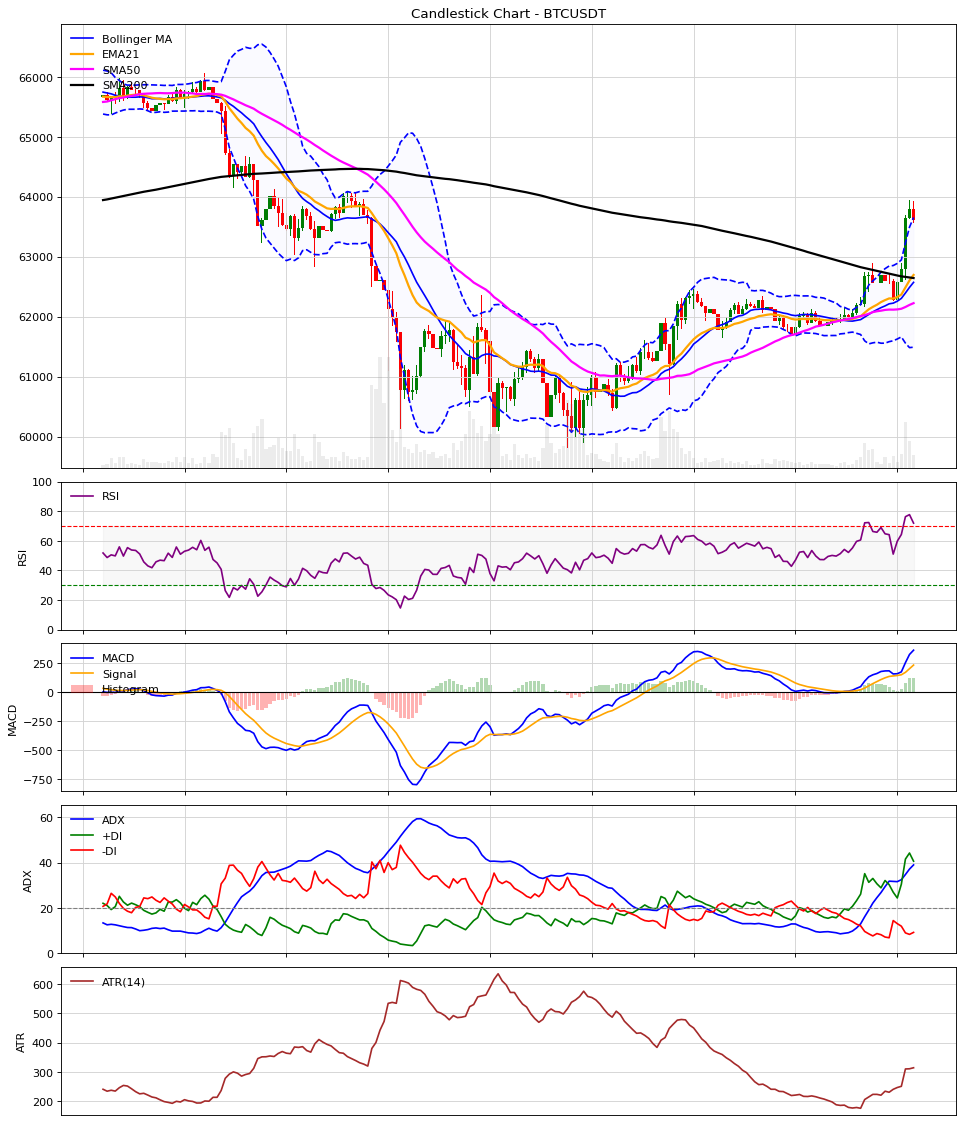 Candlestick Chart - BTCUSDT
Bollinger MA
EMA21
SMA50
SMA200
66000
65000
64000
63000
62000
61000
60000
RSI
100
80
60
40
20
0
RSI
MACD
Signal
Histogram
250
0
−250
−500
−750
MACD
ADX
+DI
-DI
60
40
20
0
ADX
ATR(14)
600
500
400
300
200
ATR